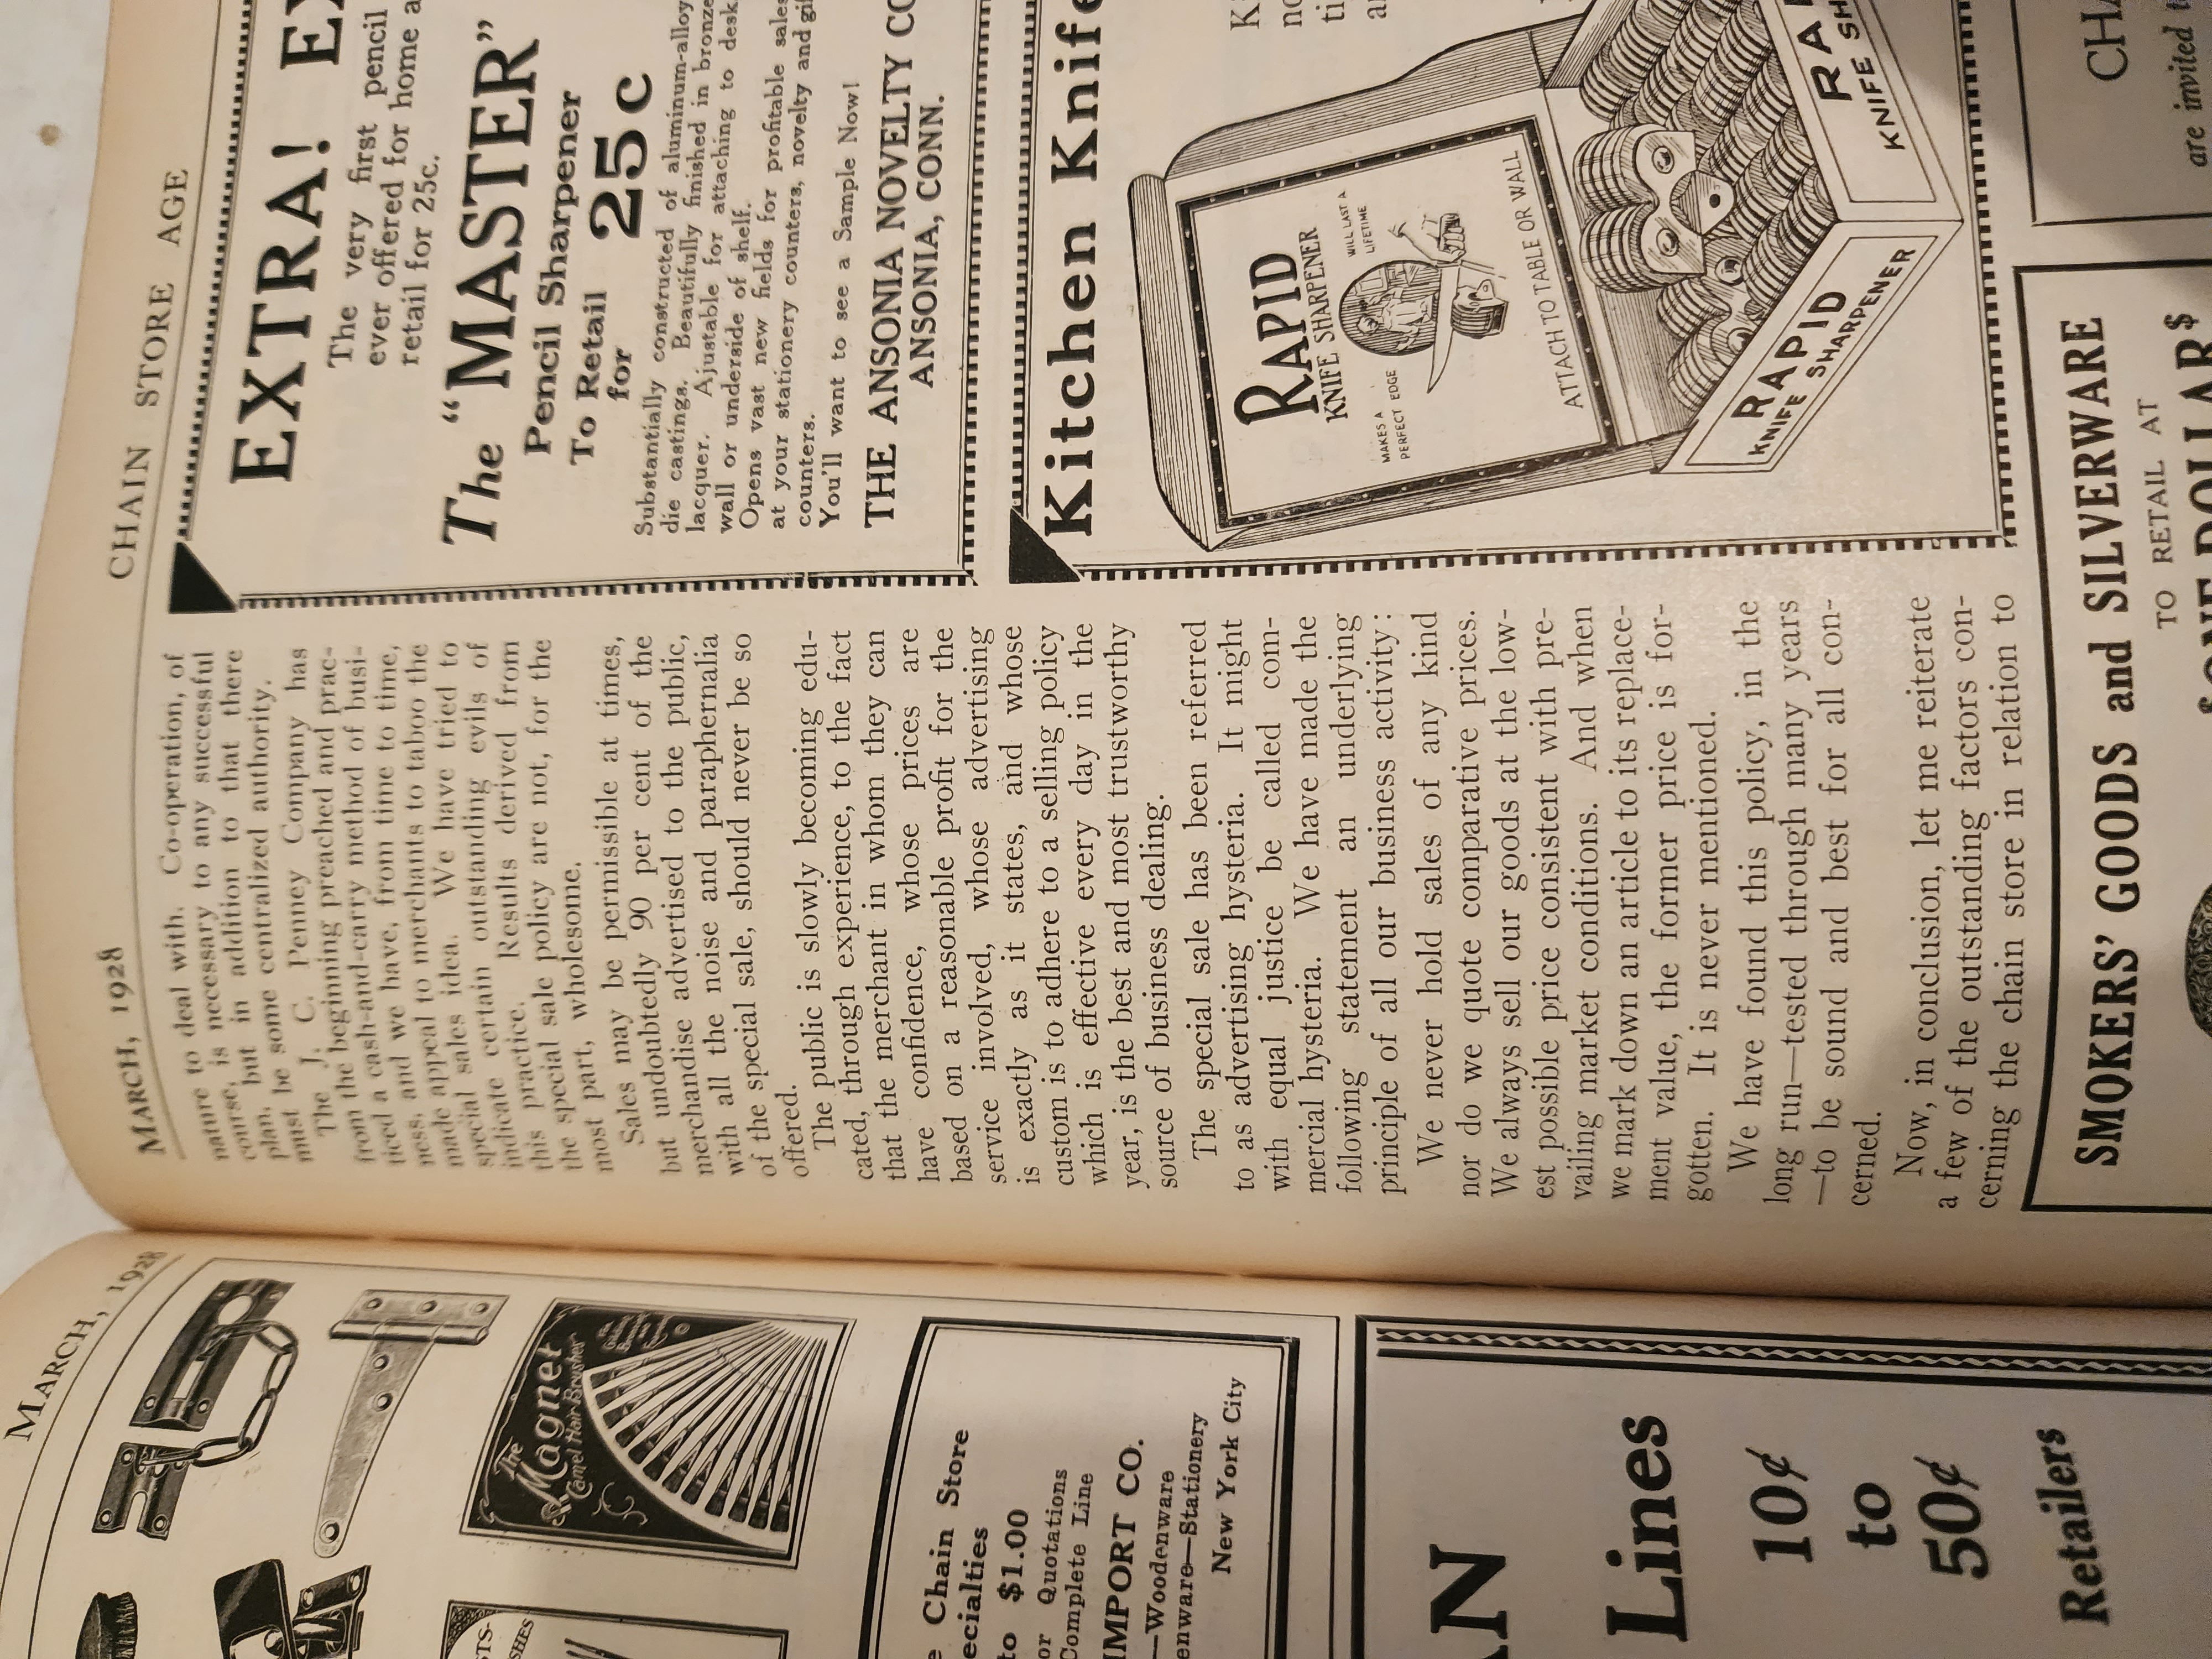 MARCH, 1928
Chain Store
ecialties
to $1.00
or Quotations
Complete Line
IMPORT CO.
—Woodenware
enware—Stationery
New York City
The
Magnet
Camel Hair Brushes
AN
Lines
10¢
to
50¢
Retailers
MARCH, 1928
CHAIN STORE AGE
nature to deal with. Co-operation, of
course, is necessary to any successful
plan, but in addition to that there
must be some centralized authority.
The J. C. Penney Company has
from the beginning preached and prac-
ticed a cash-and-carry method of busi-
ness, and we have, from time to time,
made appeal to merchants to taboo the
special sales idea. We have tried to
indicate certain outstanding evils of
this practice. Results derived from
the special sale policy are not, for the
most part, wholesome.
Sales may be permissible at times,
but undoubtedly 90 per cent of the
merchandise advertised to the public,
with all the noise and paraphernalia
of the special sale, should never be so
offered.
The public is slowly becoming edu-
cated, through experience, to the fact
that the merchant in whom they can
have confidence, whose prices are
based on a reasonable profit for the
service involved, whose advertising
is exactly as it states, and whose
custom is to adhere to a selling policy
which is effective every day in the
year, is the best and most trustworthy
source of business dealing.
The special sale has been referred
to as advertising hysteria. It might
with equal justice be called com-
mercial hysteria. We have made the
following statement an underlying
principle of all our business activity:
We never hold sales of any kind
nor do we quote comparative prices.
We always sell our goods at the low-
est possible price consistent with pre-
vailing market conditions. And when
we mark down an article to its replace-
ment value, the former price is for-
gotten. It is never mentioned.
We have found this policy, in the
long run—tested through many years
—to be sound and best for all con-
cerned.
Now, in conclusion, let me reiterate
a few of the outstanding factors con-
cerning the chain store in relation to
EXTRA! EX
The very first pencil
ever offered for home a
retail for 25c.
The “MASTER”
Pencil Sharpener
To Retail
for 25c
Substantially constructed of aluminum-alloy
die castings. Beautifully finished in bronze
lacquer. Ajustable for attaching to desk
wall or underside of shelf.
Opens vast new fields for profitable sales
at your stationery counters, novelty and gif
counters.
You'll want to see a Sample Now!
THE ANSONIA NOVELTY CO
ANSONIA, CONN.
Kitchen Knife
RAPID
KNIFE SHARPENER
MAKES A
PERFECT EDGE
WILL LAST A
LIFETIME
ATTACH TO TABLE OR WALL
RAPID
KNIFE SHARPENER
RAP
KNIFE SH
SMOKERS' GOODS and SILVERWARE
TO RETAIL AT
ONE DOLLAR$
CHA
are invited